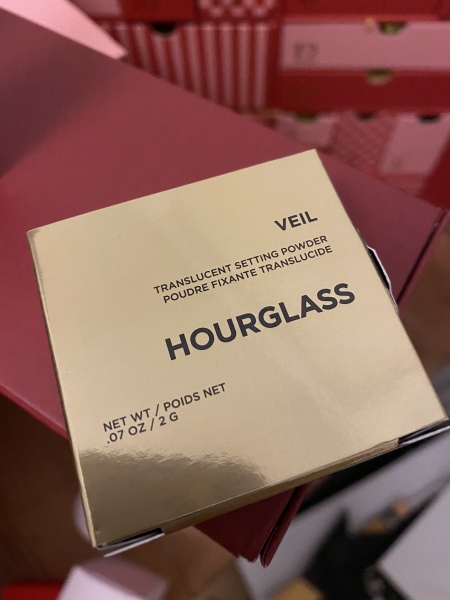 VEIL
TRANSLUCENT SETTING POWDER
POUDRE FIXANTE TRANSLUCIDE
HOURGLASS
NET WT / POIDS NET
.07 OZ / 2 G